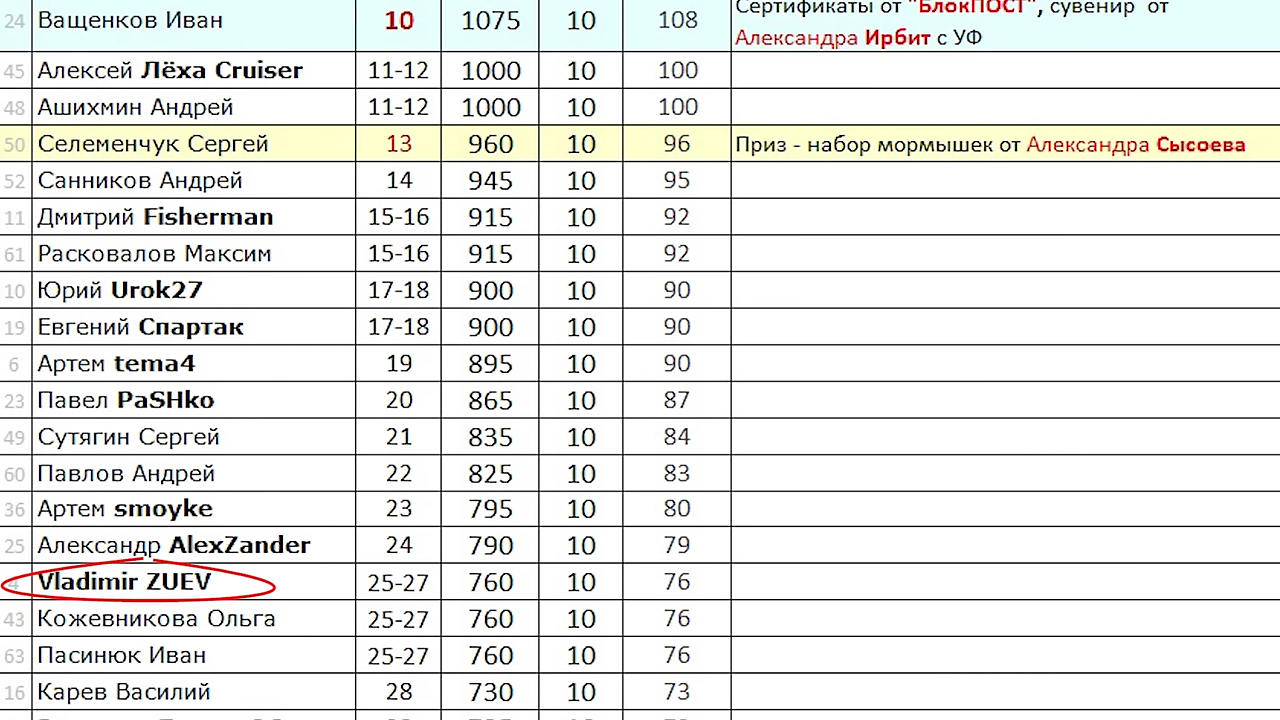 24 Ващенков Иван 10 1075 10 108 Сертификаты от "БлокПОСТ", сувенир от
Александра Ирбит с УФ
45 Алексей Лёха Cruiser 11-12 1000 10 100
48 Ашихмин Андрей 11-12 1000 10 100
50 Селеменчук Сергей 13 960 10 96 Приз - набор мормышек от Александра Сысоева
52 Санников Андрей 14 945 10 95
11 Дмитрий Fisherman 15-16 915 10 92
61 Расковалов Максим 15-16 915 10 92
10 Юрий Urok27 17-18 900 10 90
19 Евгений Спартак 17-18 900 10 90
6 Артем tema4 19 895 10 90
23 Павел PaSHko 20 865 10 87
49 Сутягин Сергей 21 835 10 84
60 Павлов Андрей 22 825 10 83
36 Артем smoyke 23 795 10 80
25 Александр AlexZander 24 790 10 79
4 Vladimir ZUEV 25-27 760 10 76
43 Кожевникова Ольга 25-27 760 10 76
63 Пасинюк Иван 25-27 760 10 76
16 Карев Василий 28 730 10 73